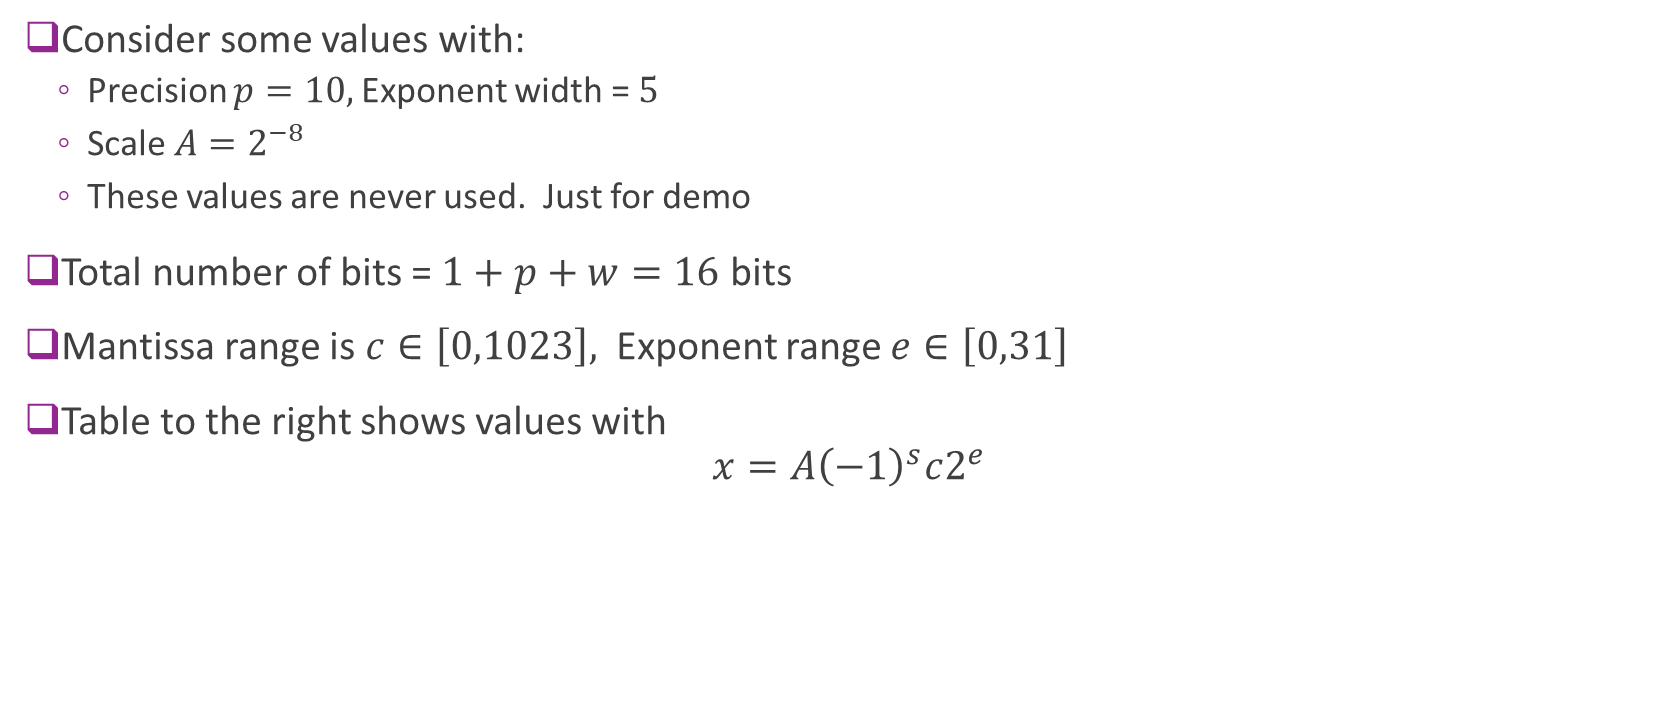 ❑Consider some values with:
◦ Precision p = 10, Exponent width = 5
◦ Scale A = 2⁻⁸
◦ These values are never used.  Just for demo
❑Total number of bits = 1 + p + w = 16 bits
❑Mantissa range is c ∈ [0,1023],  Exponent range e ∈ [0,31]
❑Table to the right shows values with
x = A(−1)ˢc2ᵉ